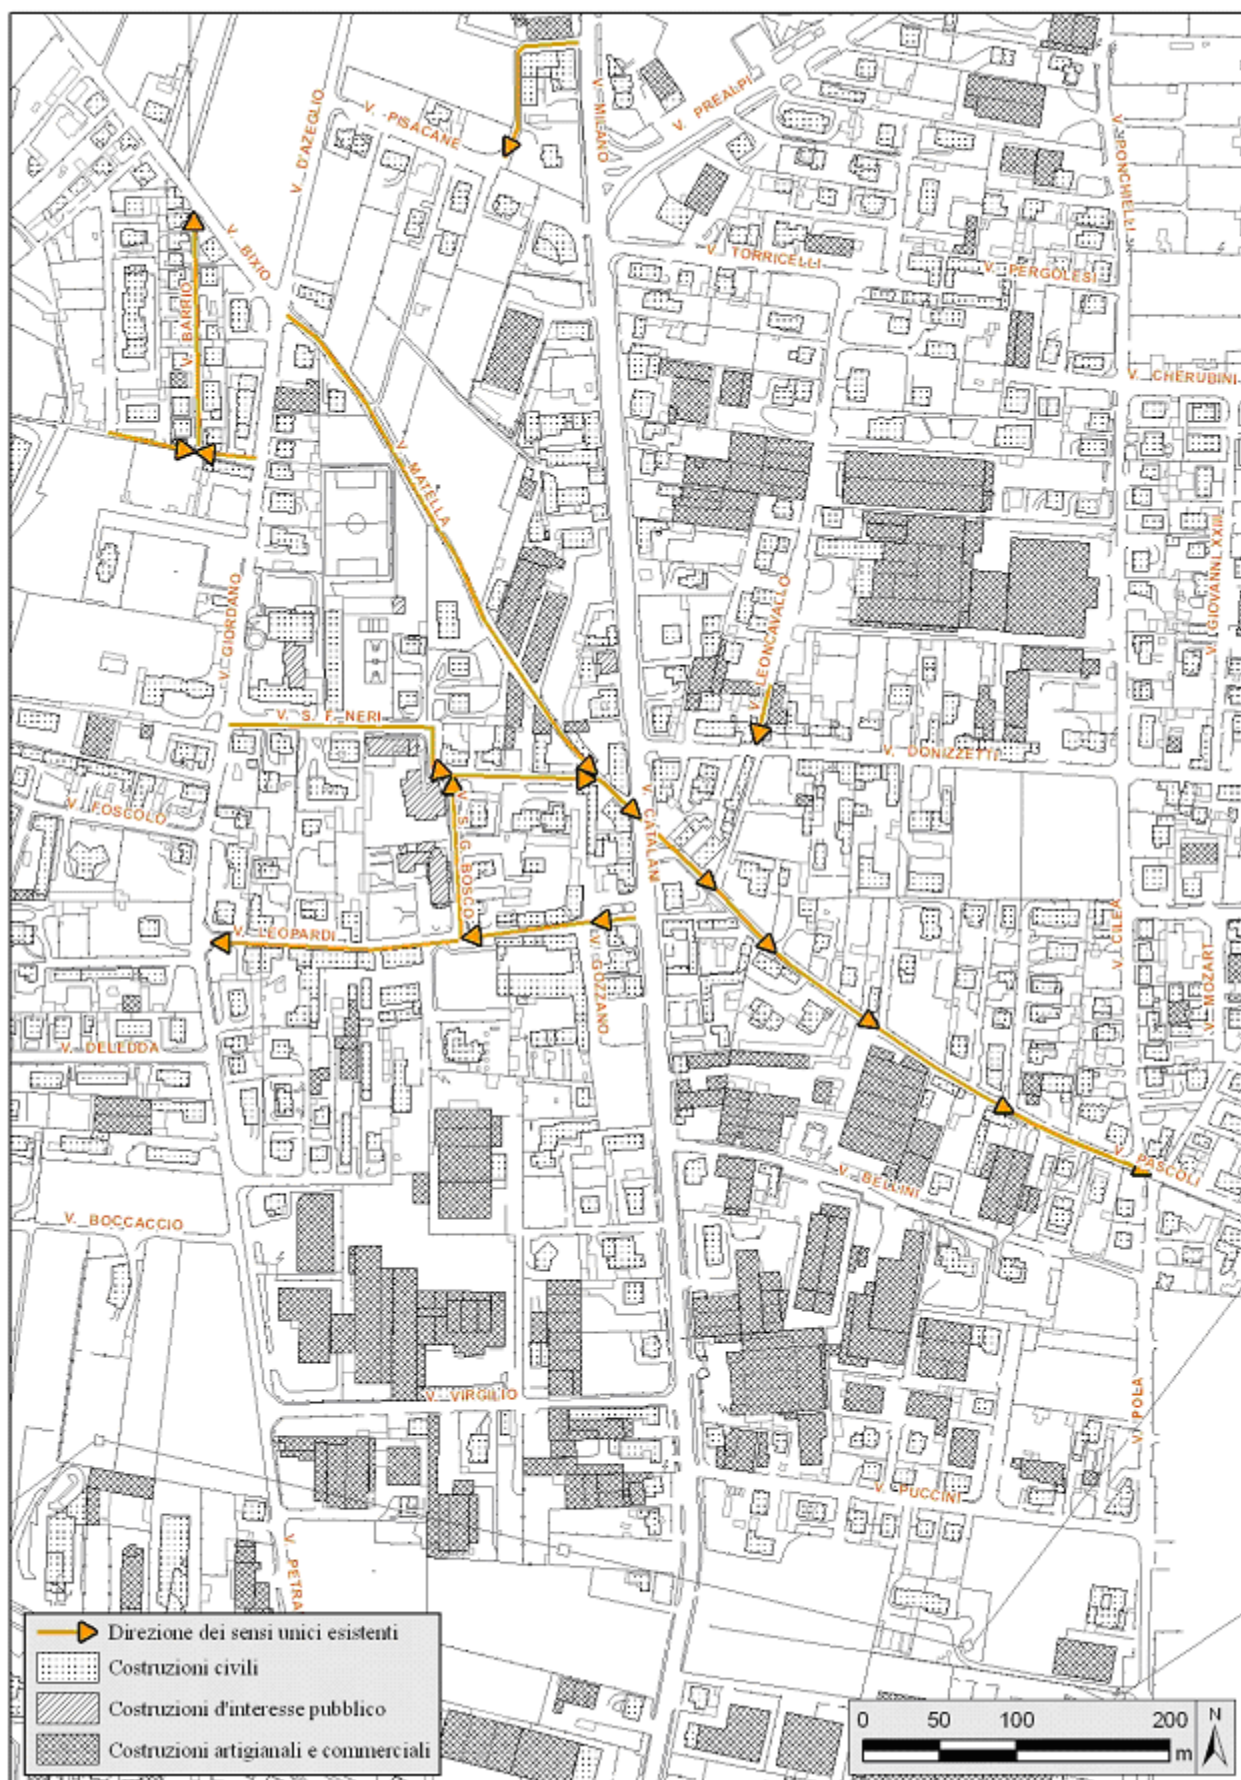 V. PISACANE
V. D'AZEGLIO
V. MILANO
V. PREALPI
V. PONCHIELLI
V. BIXIO
V. TORRICELLI
V. PERGOLESI
V. BARRIO
V. CHERUBINI
V. MATELLA
V. GIORDANO
V. LEONCAVALLO
V. GIOVANNI XXIII
V. S. F. NERI
V. DONIZZETTI
V. FOSCOLO
V. S. G. BOSCO
V. CATALANI
V. LEOPARDI
V. GOZZANO
V. CILEA
V. MOZART
V. DELEDDA
V. PASCOLI
V. BELLINI
V. BOCCACCIO
V. VIRGILIO
V. POLA
V. PUCCINI
V. PETRA
Direzione dei sensi unici esistenti
Costruzioni civili
Costruzioni d'interesse pubblico
Costruzioni artigianali e commerciali
0 50 100 200
m
N